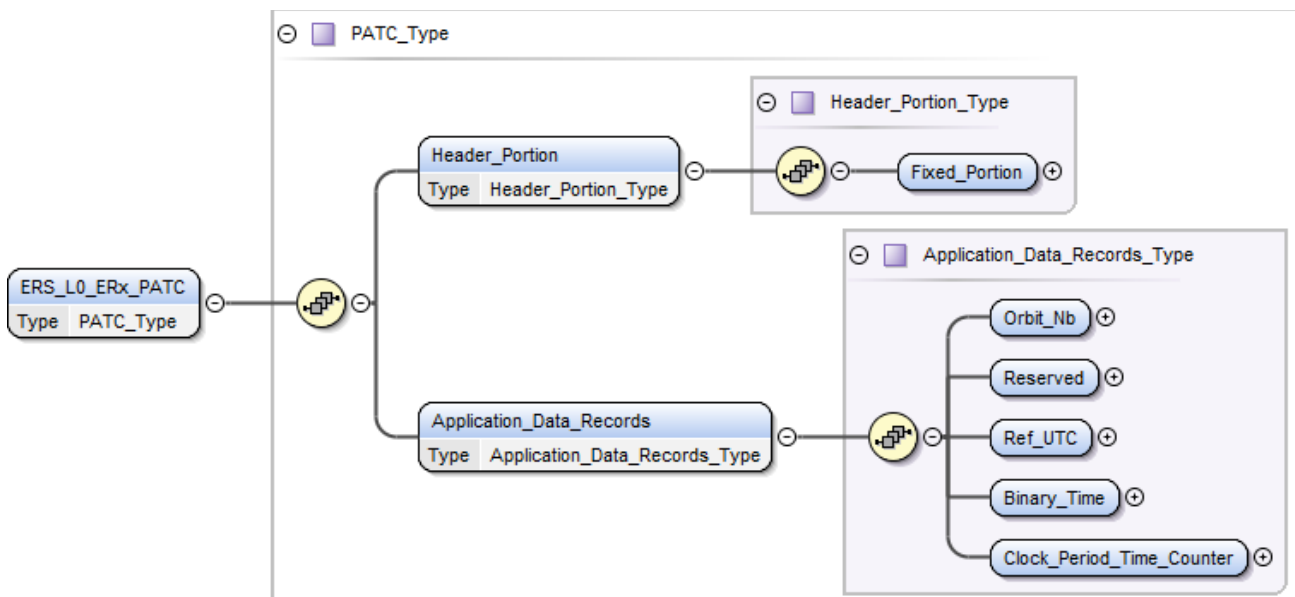 PATC_Type
Header_Portion_Type
Header_Portion
Type Header_Portion_Type
Fixed_Portion
Application_Data_Records_Type
ERS_L0_ERx_PATC
Type PATC_Type
Orbit_Nb
Reserved
Application_Data_Records
Type Application_Data_Records_Type
Ref_UTC
Binary_Time
Clock_Period_Time_Counter